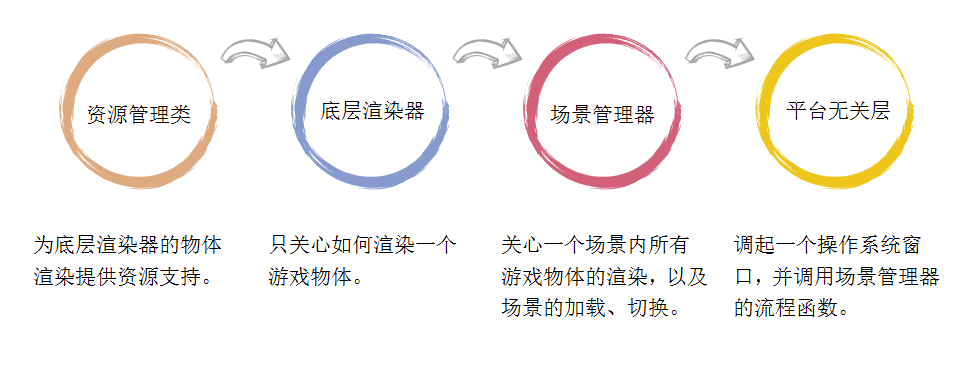 资源管理类
底层渲染器
场景管理器
平台无关层
为底层渲染器的物体
渲染提供资源支持。
只关心如何渲染一个
游戏物体。
关心一个场景内所有
游戏物体的渲染，以及
场景的加载、切换。
调起一个操作系统窗
口，并调用场景管理器
的流程函数。